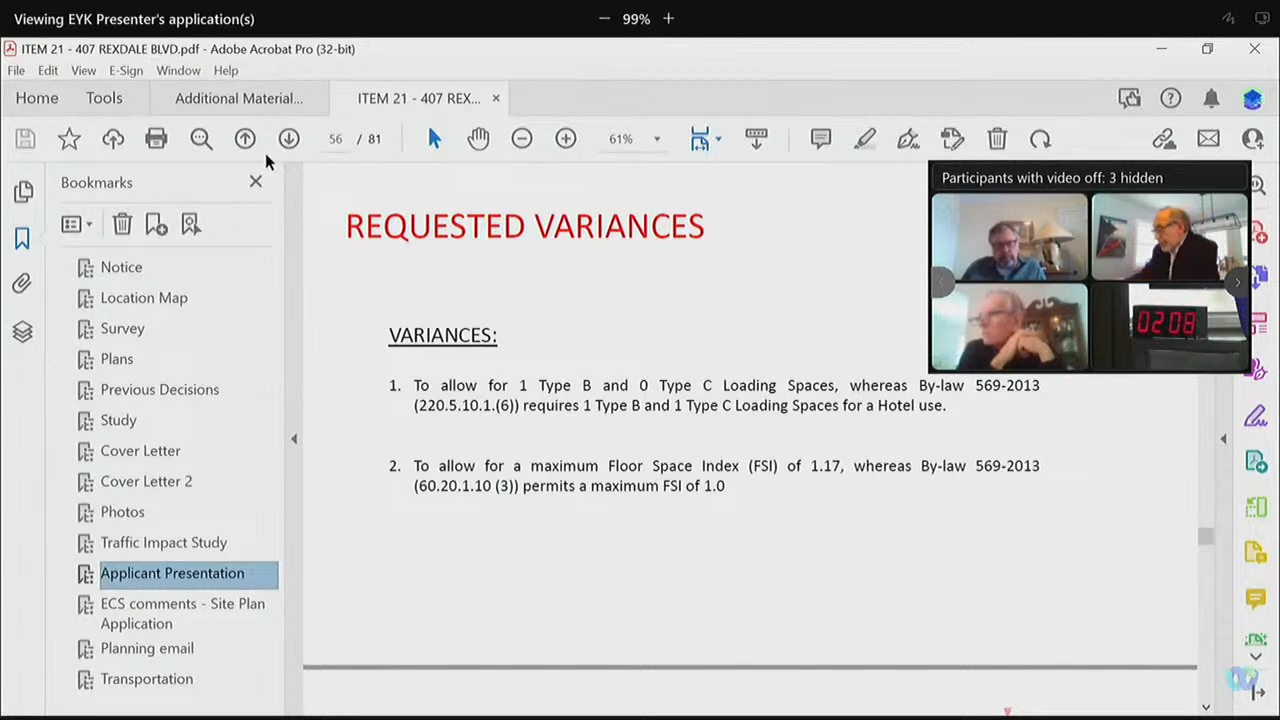 Viewing EYK Presenter's application(s)
99%
ITEM 21 - 407 REXDALE BLVD.pdf - Adobe Acrobat Pro (32-bit)
File Edit View E-Sign Window Help
Home Tools Additional Material... ITEM 21 - 407 REX...
56 / 81 61%
Bookmarks
Participants with video off: 3 hidden
02 08
Notice
Location Map
Survey
Plans
Previous Decisions
Study
Cover Letter
Cover Letter 2
Photos
Traffic Impact Study
Applicant Presentation
ECS comments - Site Plan
Application
Planning email
Transportation
REQUESTED VARIANCES
VARIANCES:
1. To allow for 1 Type B and 0 Type C Loading Spaces, whereas By-law 569-2013
(220.5.10.1.(6)) requires 1 Type B and 1 Type C Loading Spaces for a Hotel use.
2. To allow for a maximum Floor Space Index (FSI) of 1.17, whereas By-law 569-2013
(60.20.1.10 (3)) permits a maximum FSI of 1.0